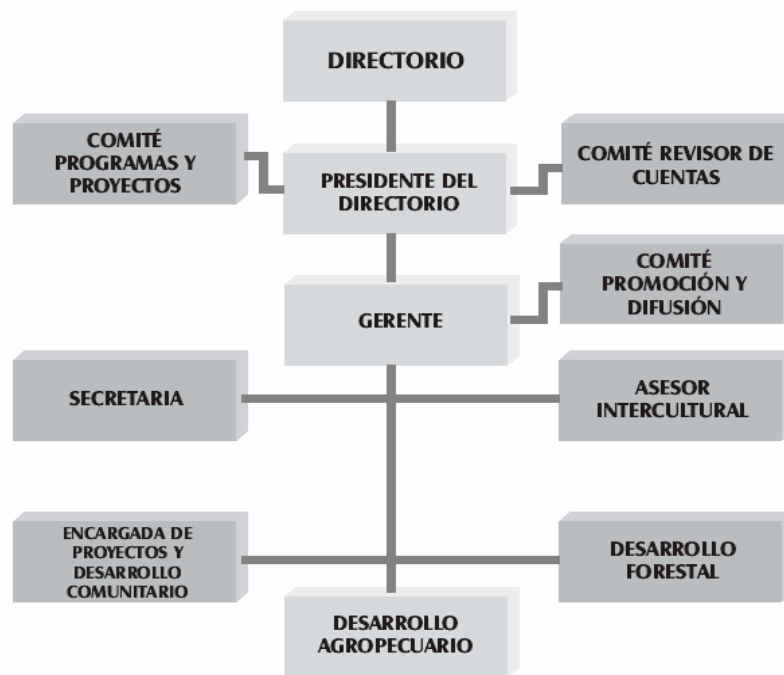 DIRECTORIO
COMITÉ
PROGRAMAS Y
PROYECTOS
PRESIDENTE DEL
DIRECTORIO
COMITÉ REVISOR DE
CUENTAS
GERENTE
COMITÉ
PROMOCIÓN Y
DIFUSIÓN
SECRETARIA
ASESOR
INTERCULTURAL
ENCARGADA DE
PROYECTOS Y
DESARROLLO
COMUNITARIO
DESARROLLO
FORESTAL
DESARROLLO
AGROPECUARIO